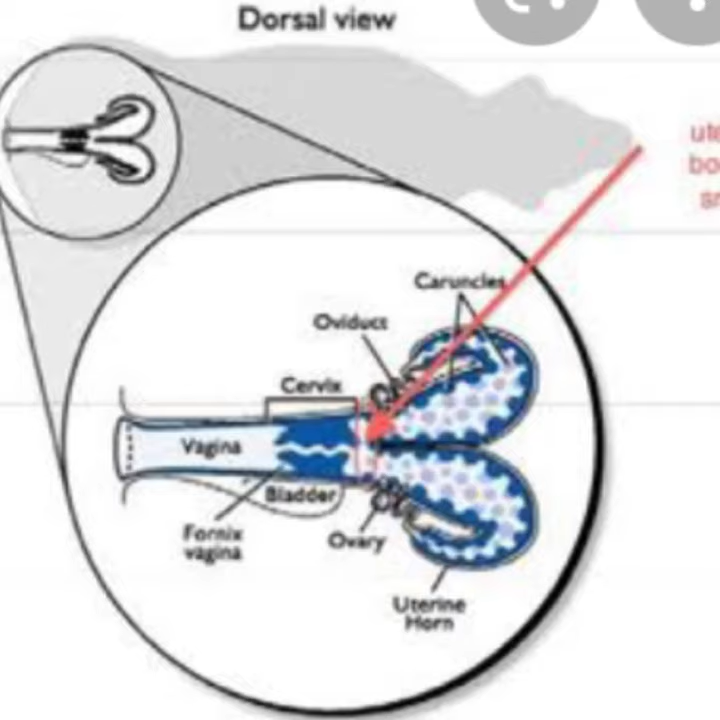 Dorsal view
Caruncles
Oviduct
Cervix
Vagina
Bladder
Fornix
vagina
Ovary
Uterine
Horn